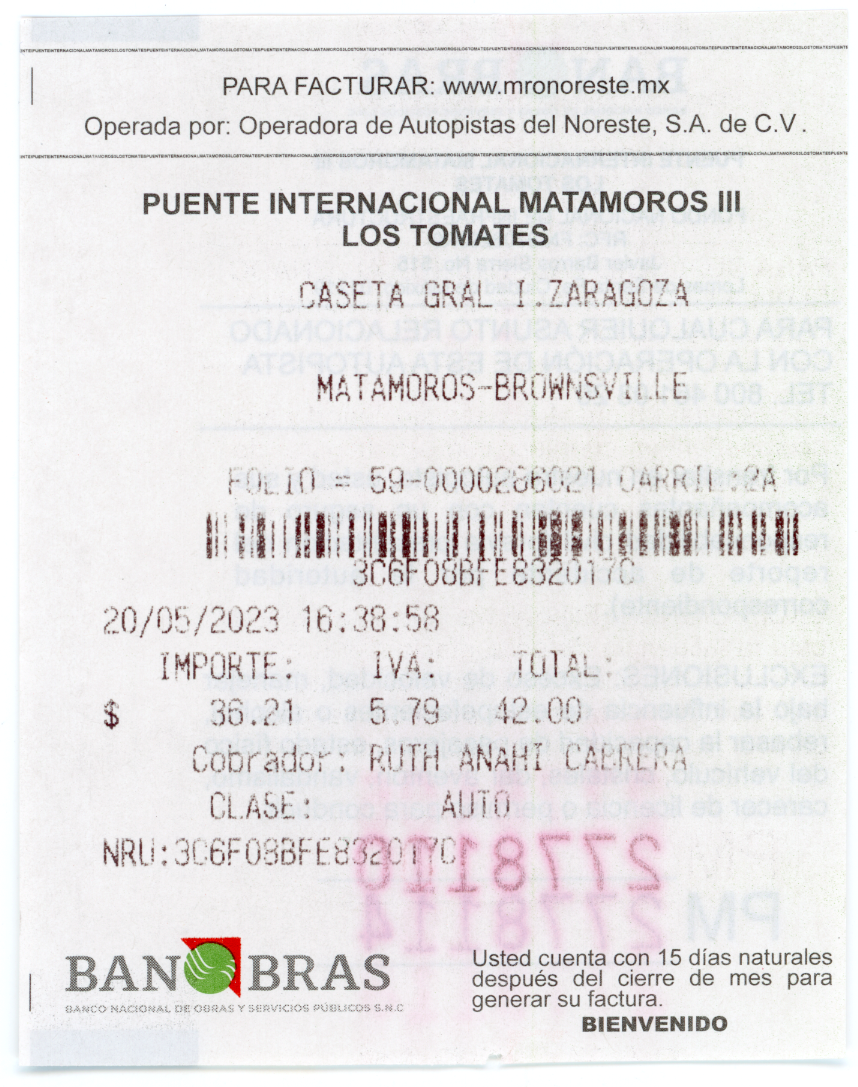 PARA FACTURAR: www.mronoreste.mx
Operada por: Operadora de Autopistas del Noreste, S.A. de C.V.
PUENTE INTERNACIONAL MATAMOROS III
LOS TOMATES
CASETA GRAL I ZARAGOZA
MATAMOROS-BROWNSVILLE
FOLIO = 59-0000286021 CARRIL:2A
3C6F08BFE832017C
20/05/2023 16:38:58
IMPORTE: IVA: TOTAL:
$ 36.21 5.79 42.00
Cobrador: RUTH ANAHI CABRERA
CLASE: AUTO
NRU:3C6F08BFE832017C
BANOBRAS
BANCO NACIONAL DE OBRAS Y SERVICIOS PÚBLICOS S.N.C
Usted cuenta con 15 días naturales
después del cierre de mes para
generar su factura.
BIENVENIDO